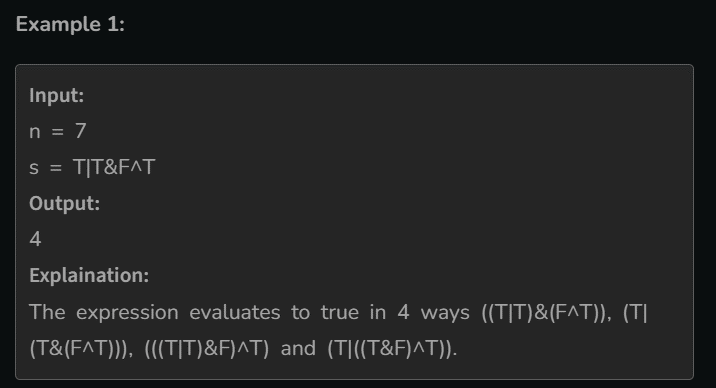 Example 1:
Input:
n = 7
s = T|T&F^T
Output:
4
Explaination:
The expression evaluates to true in 4 ways ((T|T)&(F^T)), (T|
(T&(F^T))), (((T|T)&F)^T) and (T|((T&F)^T)).